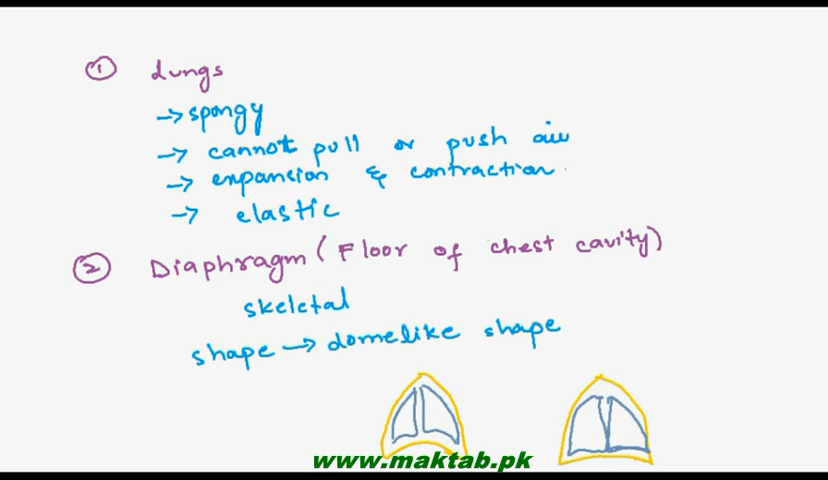 ① Lungs
→ spongy
→ cannot pull or push air
→ expansion & contraction.
→ elastic
② Diaphragm (Floor of chest cavity)
skeletal
shape → domelike shape
www.maktab.pk